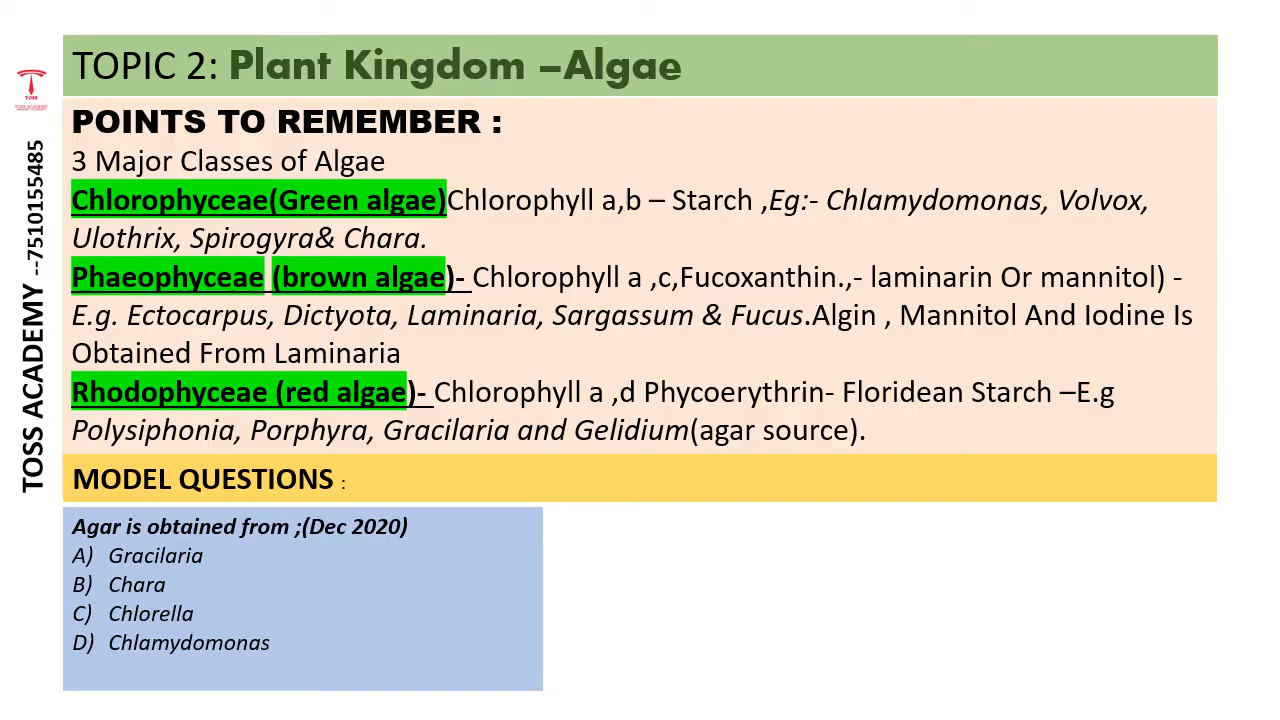 TOPIC 2: Plant Kingdom –Algae
POINTS TO REMEMBER :
3 Major Classes of Algae
Chlorophyceae(Green algae)Chlorophyll a,b – Starch ,Eg:- Chlamydomonas, Volvox,
Ulothrix, Spirogyra& Chara.
Phaeophyceae (brown algae)- Chlorophyll a ,c,Fucoxanthin.,- laminarin Or mannitol) -
E.g. Ectocarpus, Dictyota, Laminaria, Sargassum & Fucus.Algin , Mannitol And Iodine Is
Obtained From Laminaria
Rhodophyceae (red algae)- Chlorophyll a ,d Phycoerythrin- Floridean Starch –E.g
Polysiphonia, Porphyra, Gracilaria and Gelidium(agar source).
MODEL QUESTIONS :
Agar is obtained from ;(Dec 2020)
A) Gracilaria
B) Chara
C) Chlorella
D) Chlamydomonas
TOSS
TOSS ACADEMY
TOSS ACADEMY --7510155485